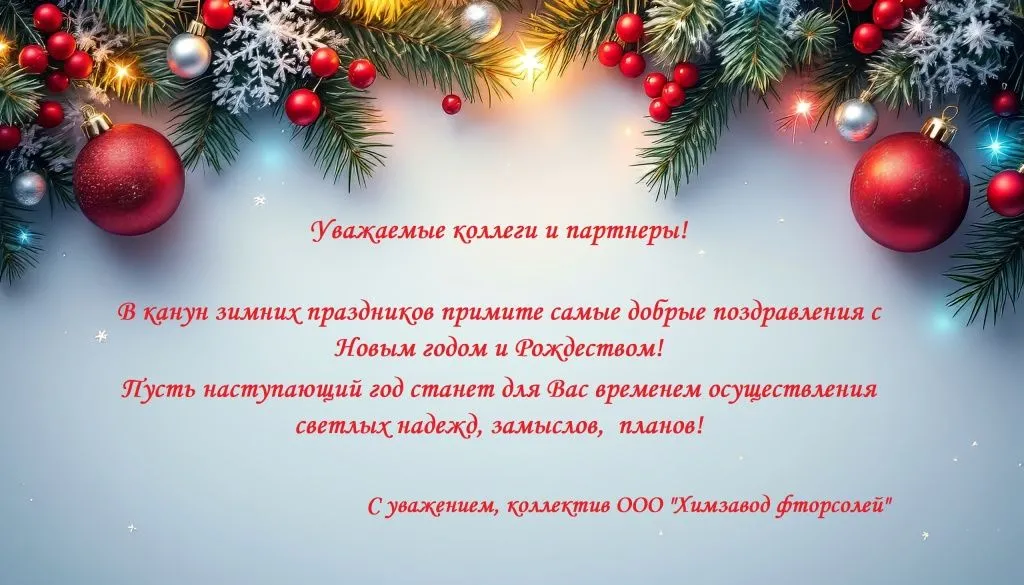 Уважаемые коллеги и партнеры!
В канун зимних праздников примите самые добрые поздравления с
Новым годом и Рождеством!
Пусть наступающий год станет для Вас временем осуществления
светлых надежд, замыслов,  планов!
С уважением, коллектив ООО "Химзавод фторсолей"